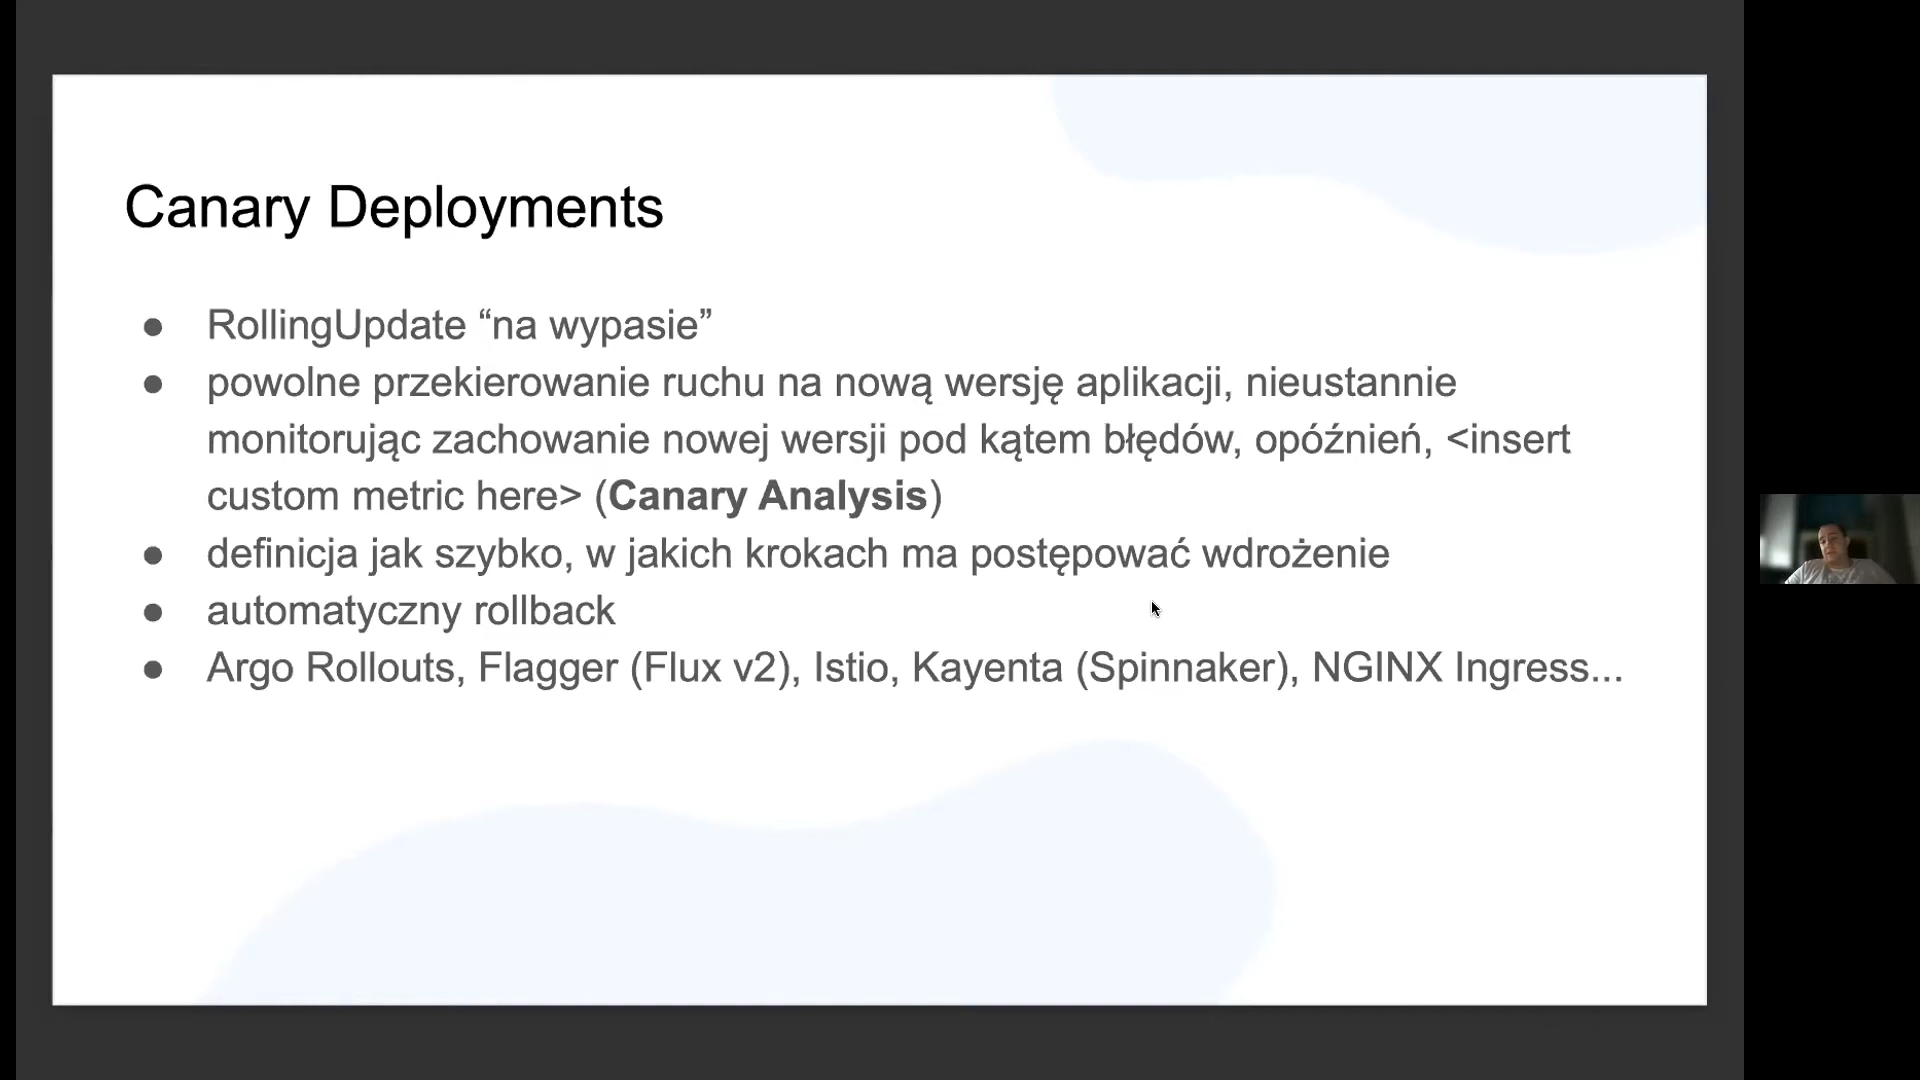 Canary Deployments
● RollingUpdate “na wypasie”
● powolne przekierowanie ruchu na nową wersję aplikacji, nieustannie
monitorując zachowanie nowej wersji pod kątem błędów, opóźnień, <insert
custom metric here> (Canary Analysis)
● definicja jak szybko, w jakich krokach ma postępować wdrożenie
● automatyczny rollback
● Argo Rollouts, Flagger (Flux v2), Istio, Kayenta (Spinnaker), NGINX Ingress...